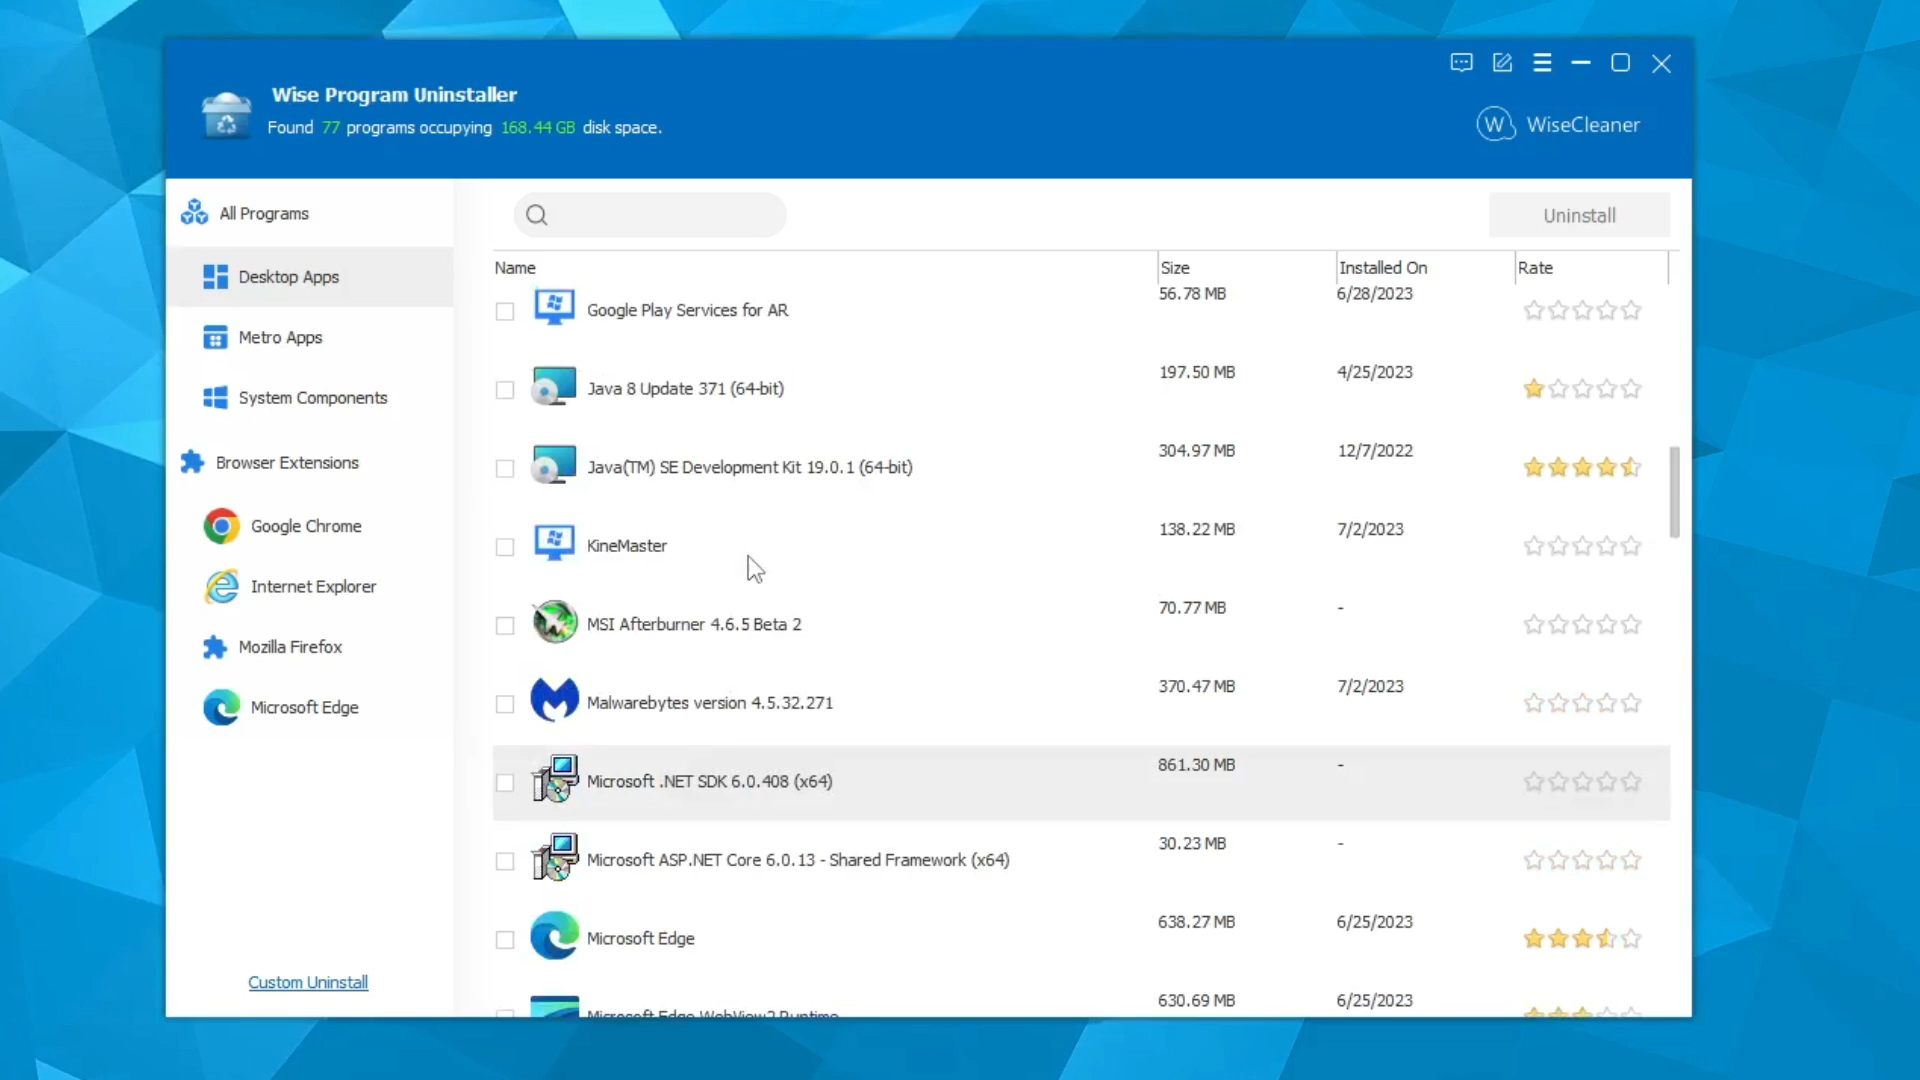 Wise Program Uninstaller
Found 77 programs occupying 168.44 GB disk space.
W WiseCleaner
All Programs
Desktop Apps
Metro Apps
System Components
Browser Extensions
Google Chrome
Internet Explorer
Mozilla Firefox
Microsoft Edge
Custom Uninstall
Uninstall
Name Size Installed On Rate
Google Play Services for AR 56.78 MB 6/28/2023
Java 8 Update 371 (64-bit) 197.50 MB 4/25/2023
Java(TM) SE Development Kit 19.0.1 (64-bit) 304.97 MB 12/7/2022
KineMaster 138.22 MB 7/2/2023
MSI Afterburner 4.6.5 Beta 2 70.77 MB -
Malwarebytes version 4.5.32.271 370.47 MB 7/2/2023
Microsoft .NET SDK 6.0.408 (x64) 861.30 MB -
Microsoft ASP.NET Core 6.0.13 - Shared Framework (x64) 30.23 MB -
Microsoft Edge 638.27 MB 6/25/2023
Microsoft Edge WebView2 Runtime 630.69 MB 6/25/2023